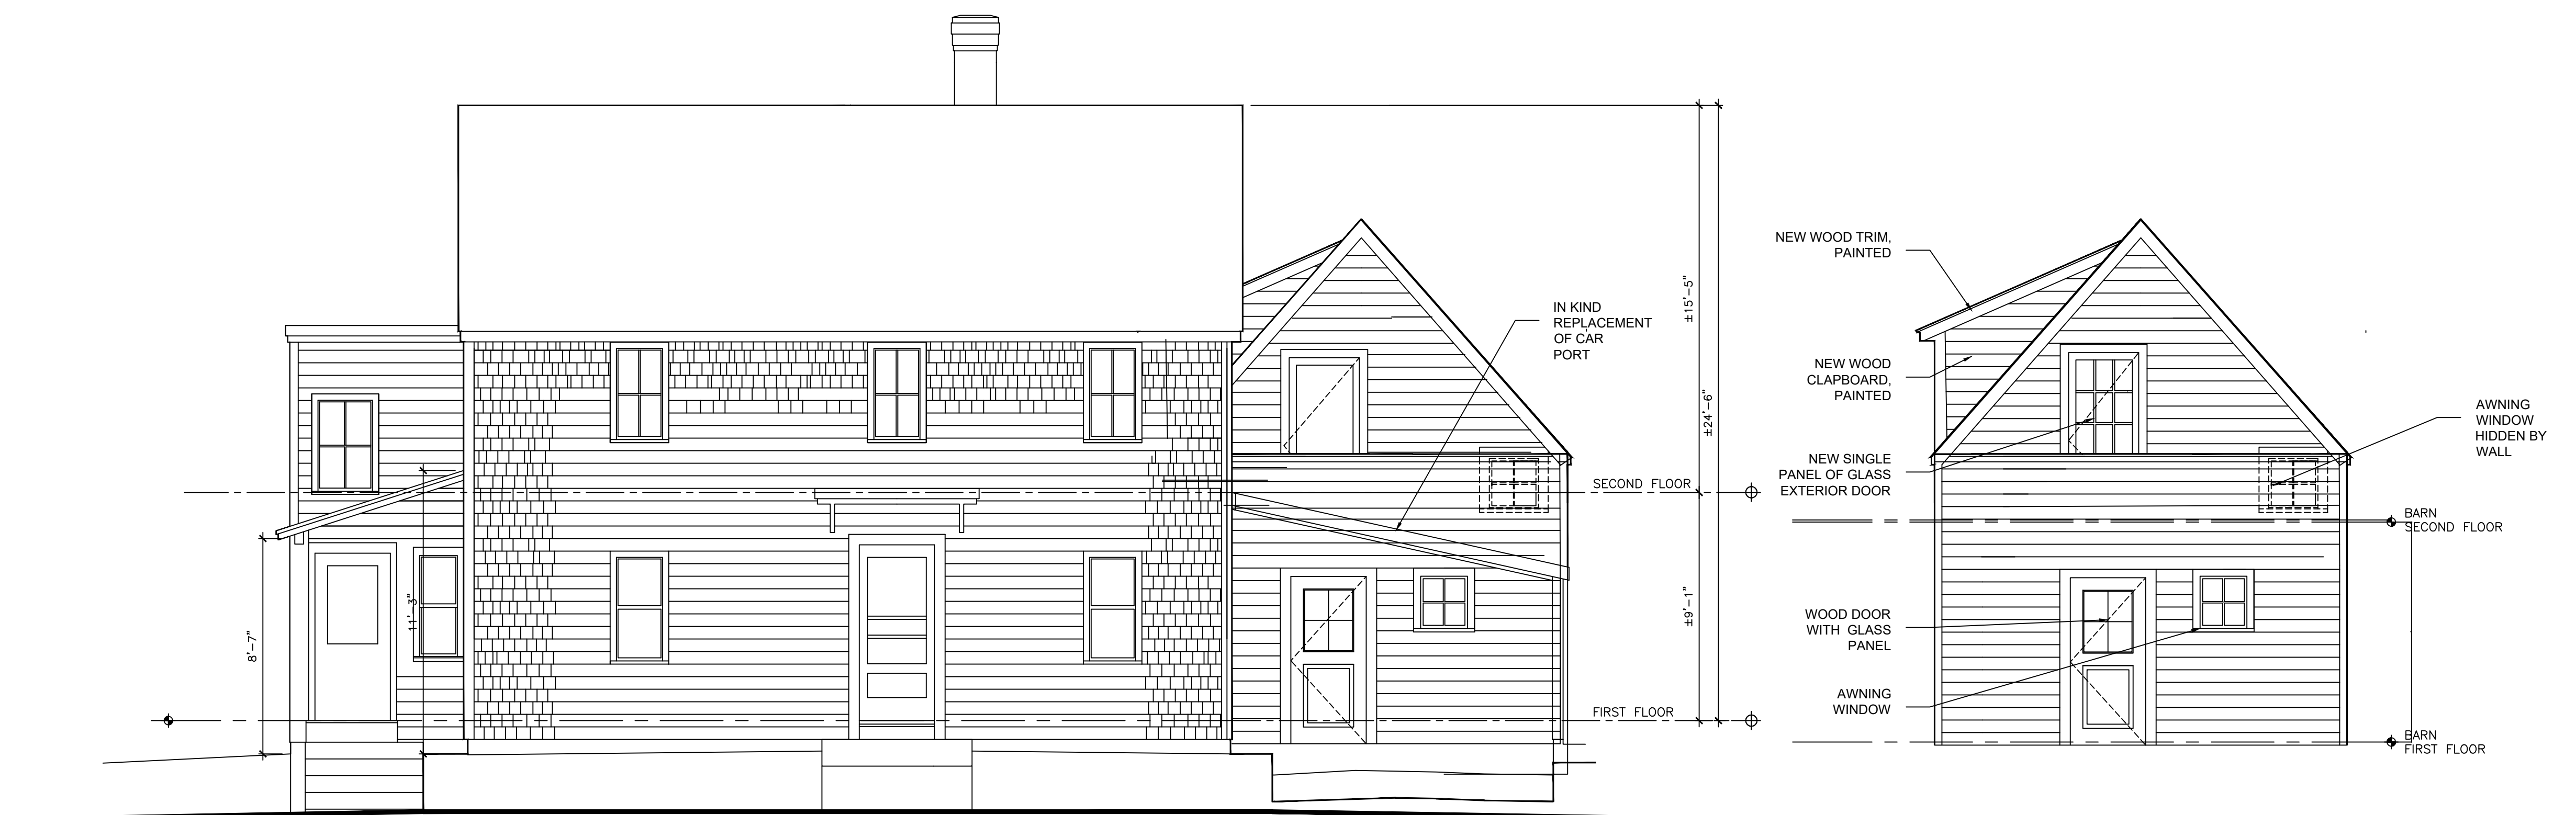 IN KIND
REPLACEMENT
OF CAR
PORT
±15'-5"
±24'-6"
±9'-1"
SECOND FLOOR
FIRST FLOOR
8'-7"
11'-3"
NEW WOOD TRIM,
PAINTED
NEW WOOD
CLAPBOARD,
PAINTED
NEW SINGLE
PANEL OF GLASS
EXTERIOR DOOR
WOOD DOOR
WITH GLASS
PANEL
AWNING
WINDOW
AWNING
WINDOW
HIDDEN BY
WALL
BARN
SECOND FLOOR
BARN
FIRST FLOOR